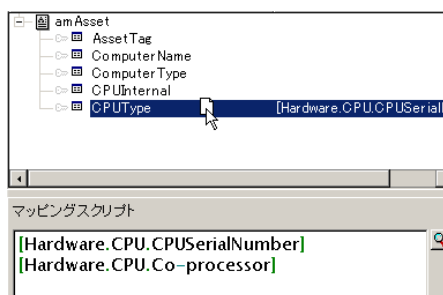 amAsset
AssetTag
ComputerName
ComputerType
CPUInternal
CPUType [Hardware.CPU.CPUSerial
マッピングスクリプト
[Hardware.CPU.CPUSerialNumber]
[Hardware.CPU.Co-processor]